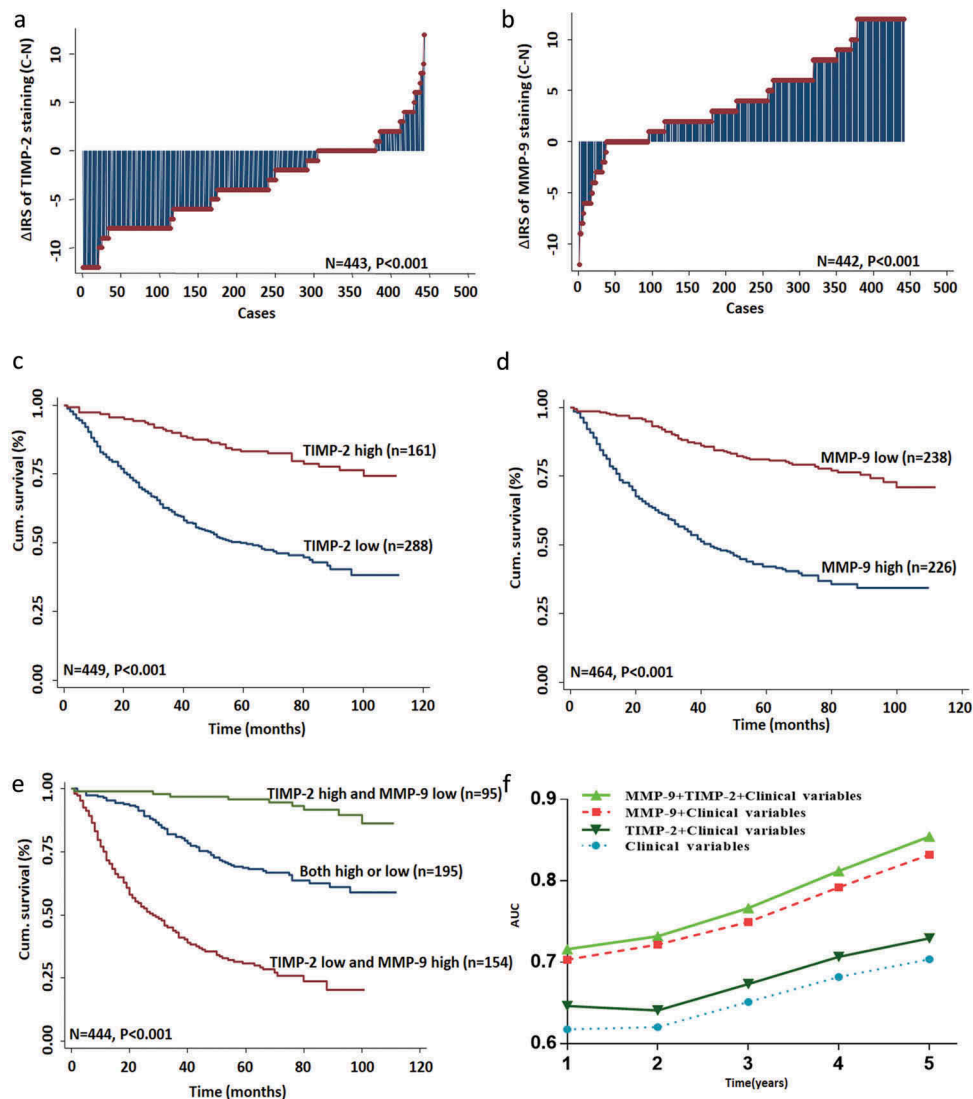 a
ΔIRS of TIMP-2 staining (C-N)
10
5
0
-5
-10
N=443, P<0.001
0 50 100 150 200 250 300 350 400 450 500
Cases
b
ΔIRS of MMP-9 staining (C-N)
10
5
0
-5
-10
N=442, P<0.001
0 50 100 150 200 250 300 350 400 450 500
Cases
c
Cum. survival (%)
1.00
0.75
0.50
0.25
0.00
TIMP-2 high (n=161)
TIMP-2 low (n=288)
N=449, P<0.001
0 20 40 60 80 100 120
Time (months)
d
Cum. survival (%)
1.00
0.75
0.50
0.25
0.00
MMP-9 low (n=238)
MMP-9 high (n=226)
N=464, P<0.001
0 20 40 60 80 100 120
Time (months)
e
Cum. survival (%)
1.00
0.75
0.50
0.25
0.00
TIMP-2 high and MMP-9 low (n=95)
Both high or low (n=195)
TIMP-2 low and MMP-9 high (n=154)
N=444, P<0.001
0 20 40 60 80 100 120
Time (months)
f
MMP-9+TIMP-2+Clinical variables
MMP-9+Clinical variables
TIMP-2+Clinical variables
Clinical variables
AUC
0.9
0.8
0.7
0.6
1 2 3 4 5
Time(years)